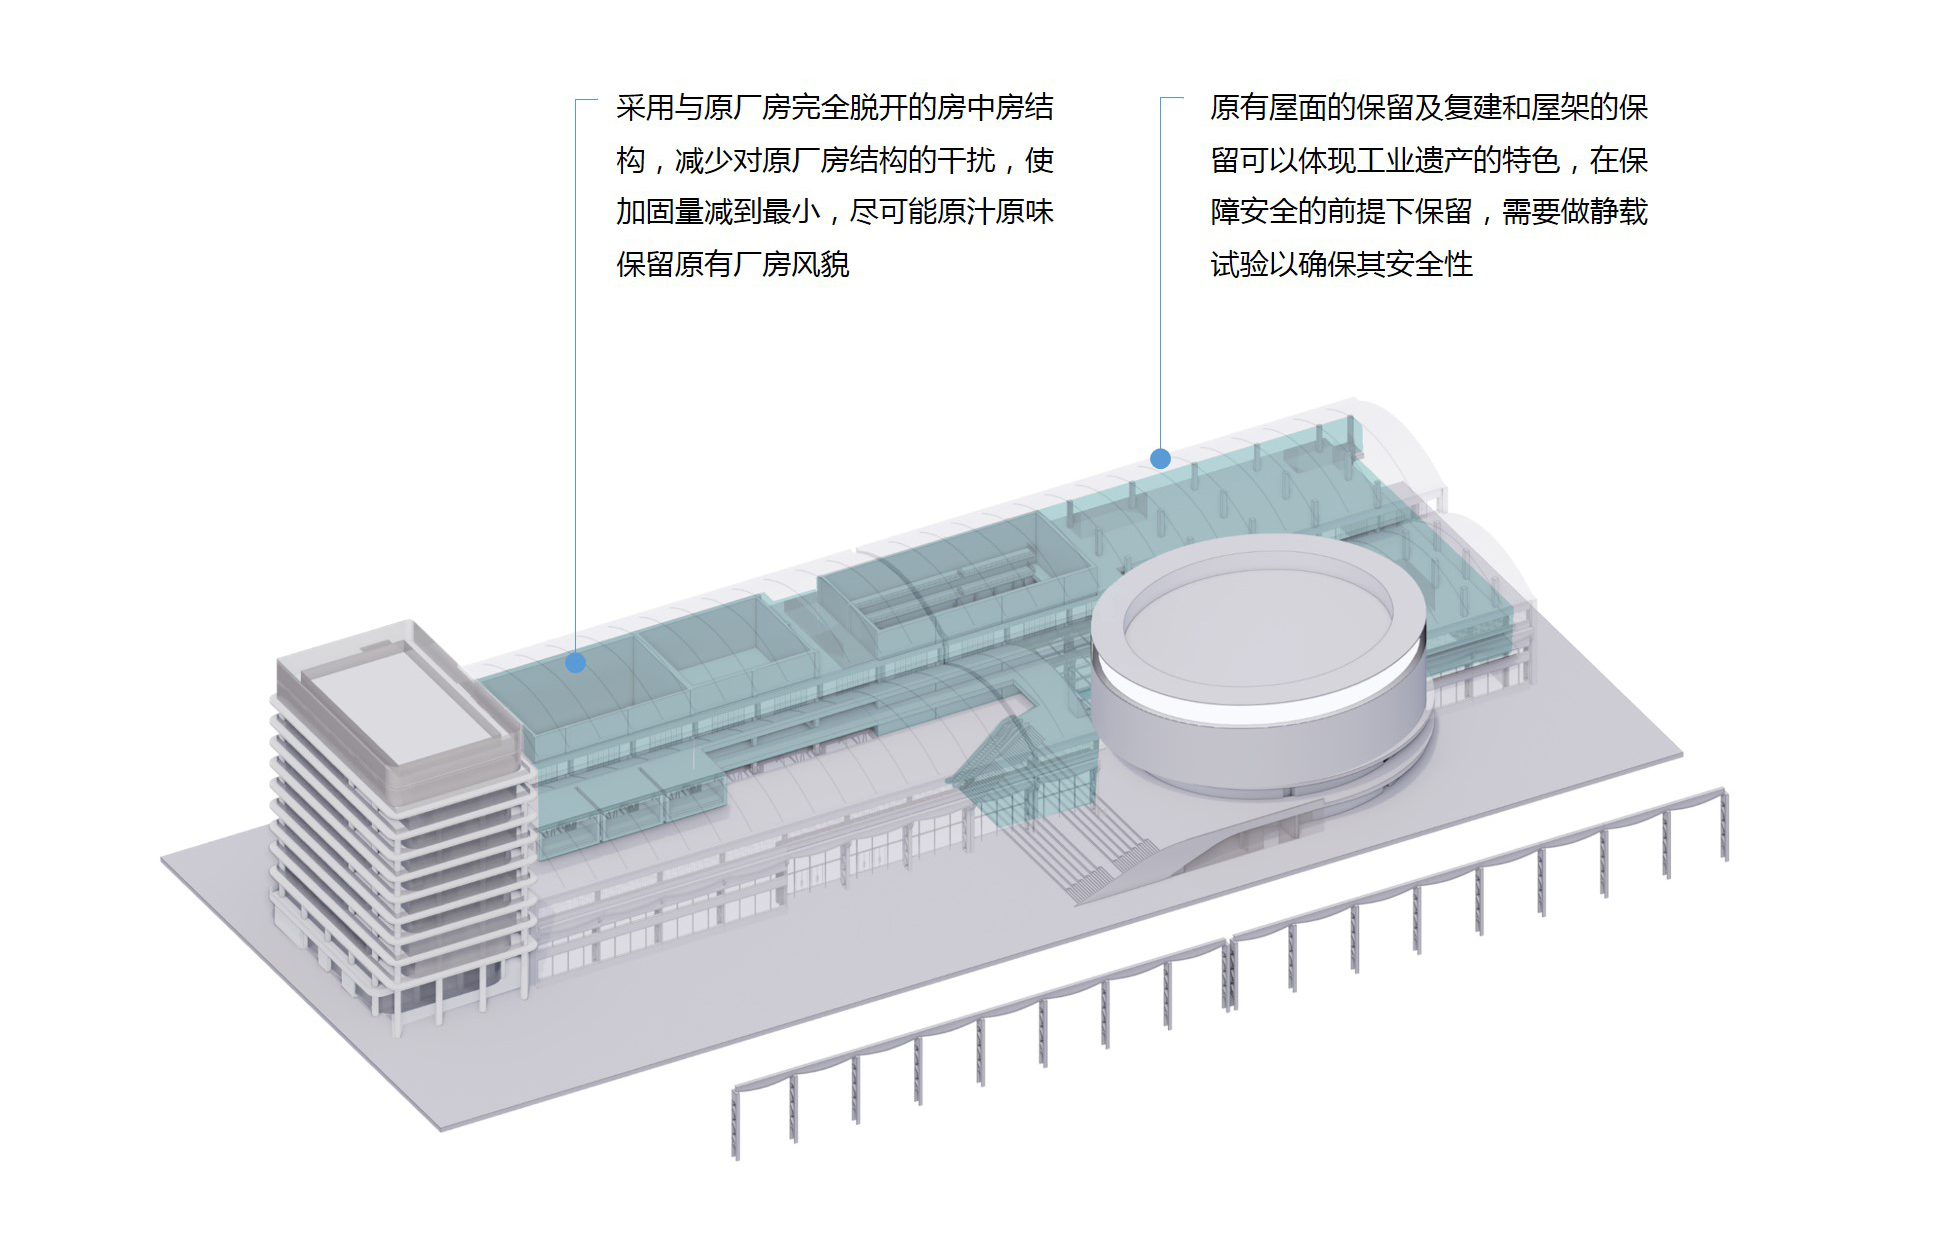 采用与原厂房完全脱开的房中房结
构，减少对原厂房结构的干扰，使
加固量减到最小，尽可能原汁原味
保留原有厂房风貌
原有屋面的保留及复建和屋架的保
留可以体现工业遗产的特色，在保
障安全的前提下保留，需要做静载
试验以确保其安全性